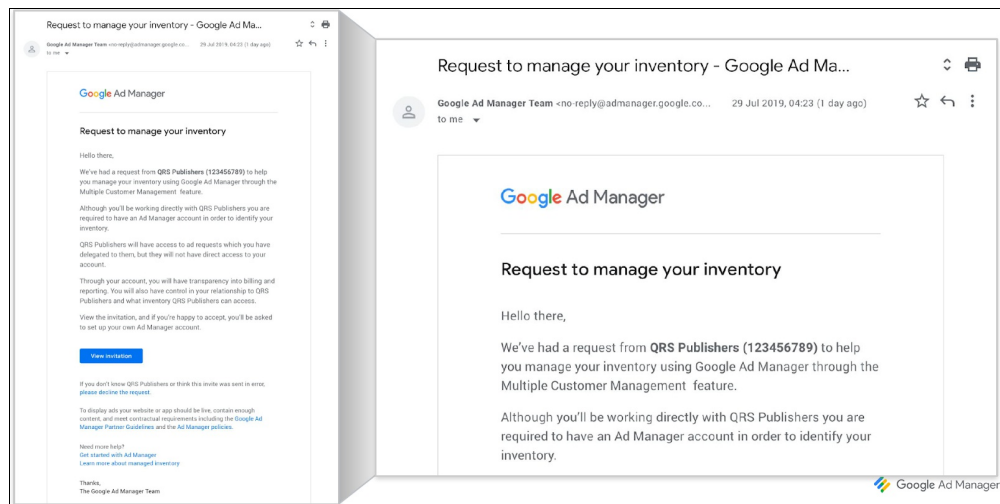 Request to manage your inventory - Google Ad Ma...
Google Ad Manager Team <no-reply@admanager.google.co... 29 Jul 2019, 04:23 (1 day ago)
to me
Google Ad Manager
Request to manage your inventory
Hello there,
We've had a request from QRS Publishers (123456789) to help
you manage your inventory using Google Ad Manager through the
Multiple Customer Management feature.
Although you'll be working directly with QRS Publishers you are
required to have an Ad Manager account in order to identify your
inventory.
QRS Publishers will have access to ad requests which you have
delegated to them, but they will not have direct access to your
account.
Through your account, you will have transparency into billing and
reporting. You will also have control in your relationship to QRS
Publishers and what inventory QRS Publishers can access.
View the invitation, and if you're happy to accept, you'll be asked
to set up your own Ad Manager account.
View invitation
If you don't know QRS Publishers or think this invite was sent in error,
please decline the request.
To display ads your website or app should be live, contain enough
content, and meet contractual requirements including the Google Ad
Manager Partner Guidelines and the Ad Manager policies.
Need more help?
Get started with Ad Manager
Learn more about managed inventory
Thanks,
The Google Ad Manager Team
Request to manage your inventory - Google Ad Ma...
Google Ad Manager Team <no-reply@admanager.google.co... 29 Jul 2019, 04:23 (1 day ago)
to me
Google Ad Manager
Request to manage your inventory
Hello there,
We've had a request from QRS Publishers (123456789) to help
you manage your inventory using Google Ad Manager through the
Multiple Customer Management feature.
Although you'll be working directly with QRS Publishers you are
required to have an Ad Manager account in order to identify your
inventory.
Google Ad Manager